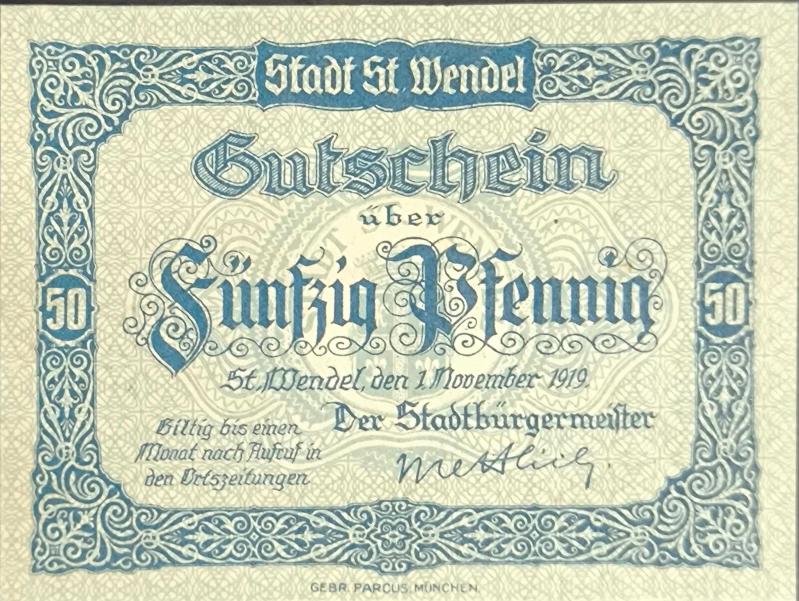 Stadt St. Wendel
Gutschein
über
Fünfzig Pfennig
50
50
St. Wendel, den 1. November 1919.
Der Stadtbürgermeister
Giltig bis einen
Monat nach Aufruf in
den Ortszeitungen
GEBR. PARCUS, MÜNCHEN.